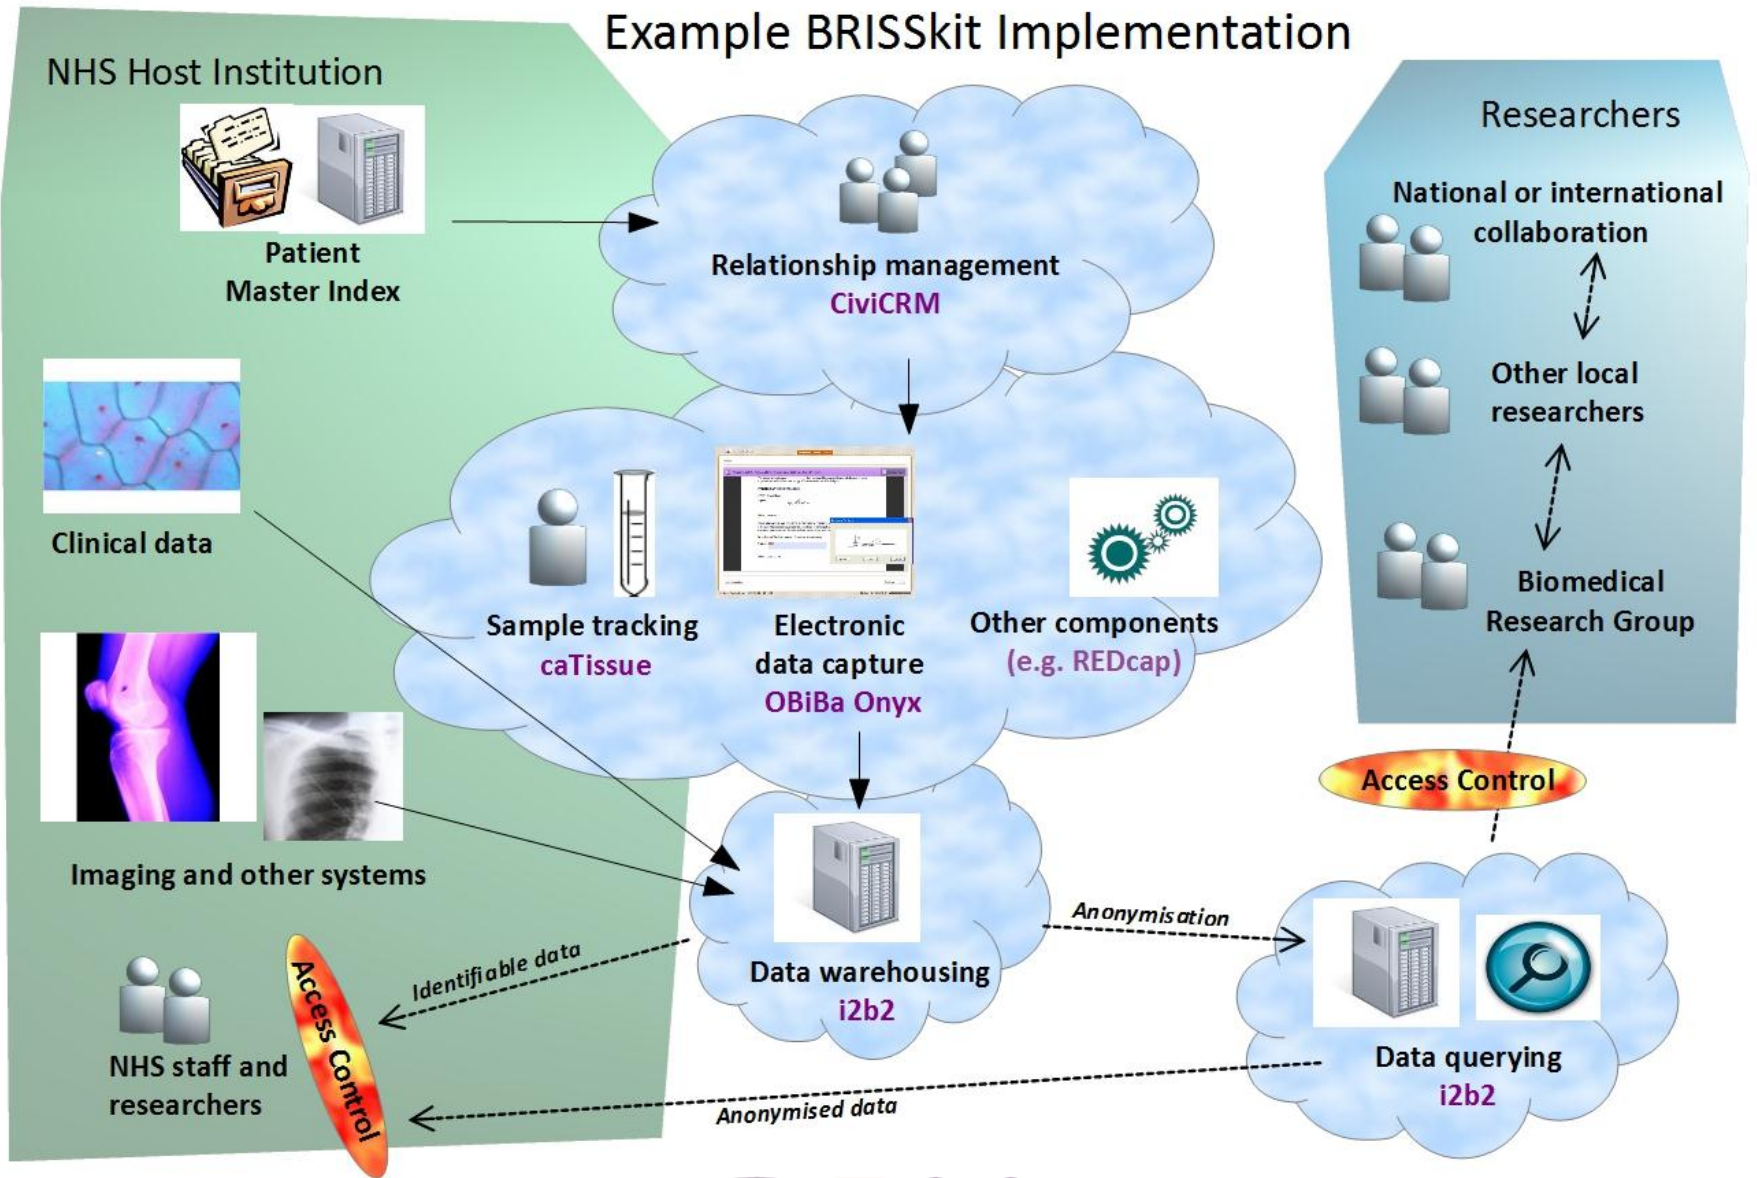 Example BRISSkit Implementation
NHS Host Institution
Patient
Master Index
Clinical data
Imaging and other systems
NHS staff and
researchers
Access Control
Relationship management
CiviCRM
Sample tracking
caTissue
Electronic
data capture
OBiBa Onyx
Other components
(e.g. REDcap)
Data warehousing
i2b2
Identifiable data
Anonymisation
Anonymised data
Data querying
i2b2
Access Control
Researchers
National or international
collaboration
Other local
researchers
Biomedical
Research Group